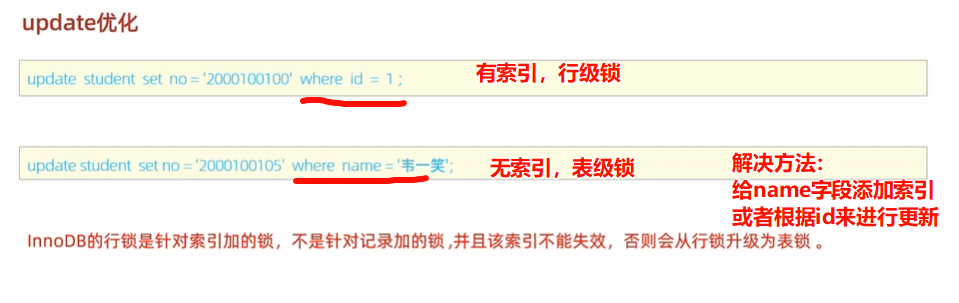 update优化
update student set no = '2000100100' where id = 1 ;
有索引，行级锁
update student set no = '2000100105' where name = '韦一笑';
无索引，表级锁
解决方法：
给name字段添加索引
或者根据id来进行更新
InnoDB的行锁是针对索引加的锁，不是针对记录加的锁 ,并且该索引不能失效，否则会从行锁升级为表锁 。